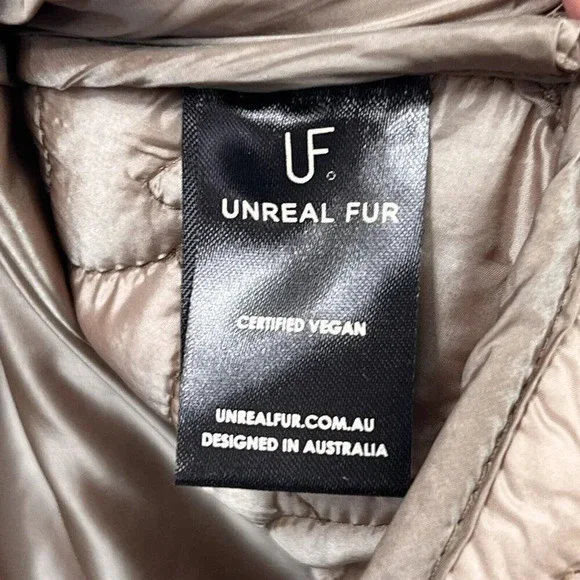 UF
UNREAL FUR
CERTIFIED VEGAN
UNREALFUR.COM.AU
DESIGNED IN AUSTRALIA